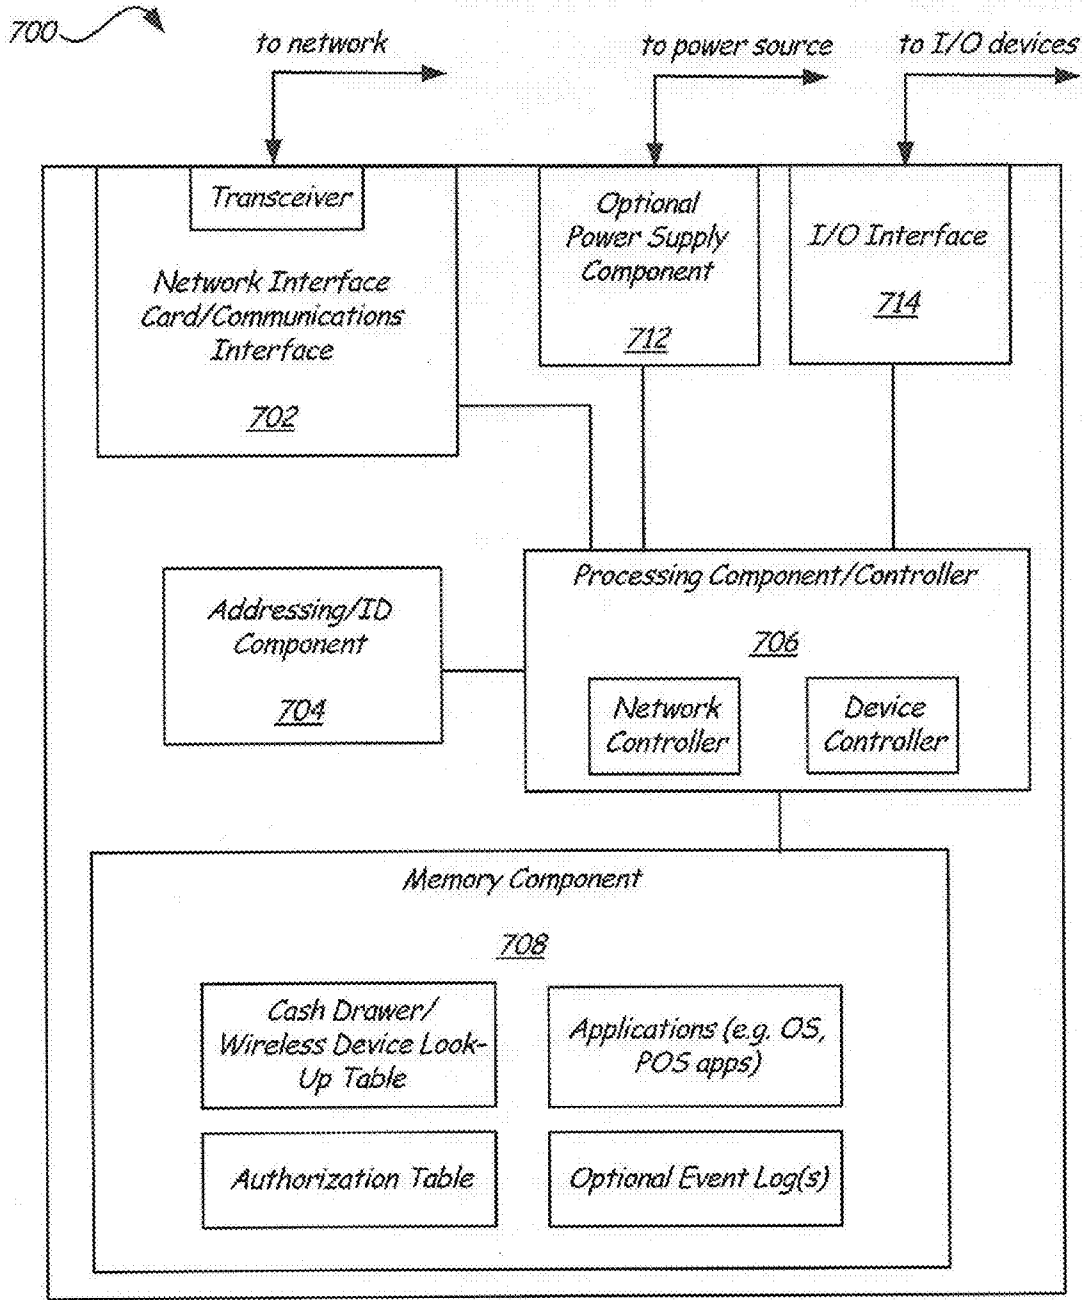 700
to network
to power source
to I/O devices
Transceiver
Network Interface
Card/Communications
Interface
702
Optional
Power Supply
Component
712
I/O Interface
714
Addressing/ID
Component
704
Processing Component/Controller
706
Network
Controller
Device
Controller
Memory Component
708
Cash Drawer/
Wireless Device Look-
Up Table
Applications (e.g. OS,
POS apps)
Authorization Table
Optional Event Log(s)